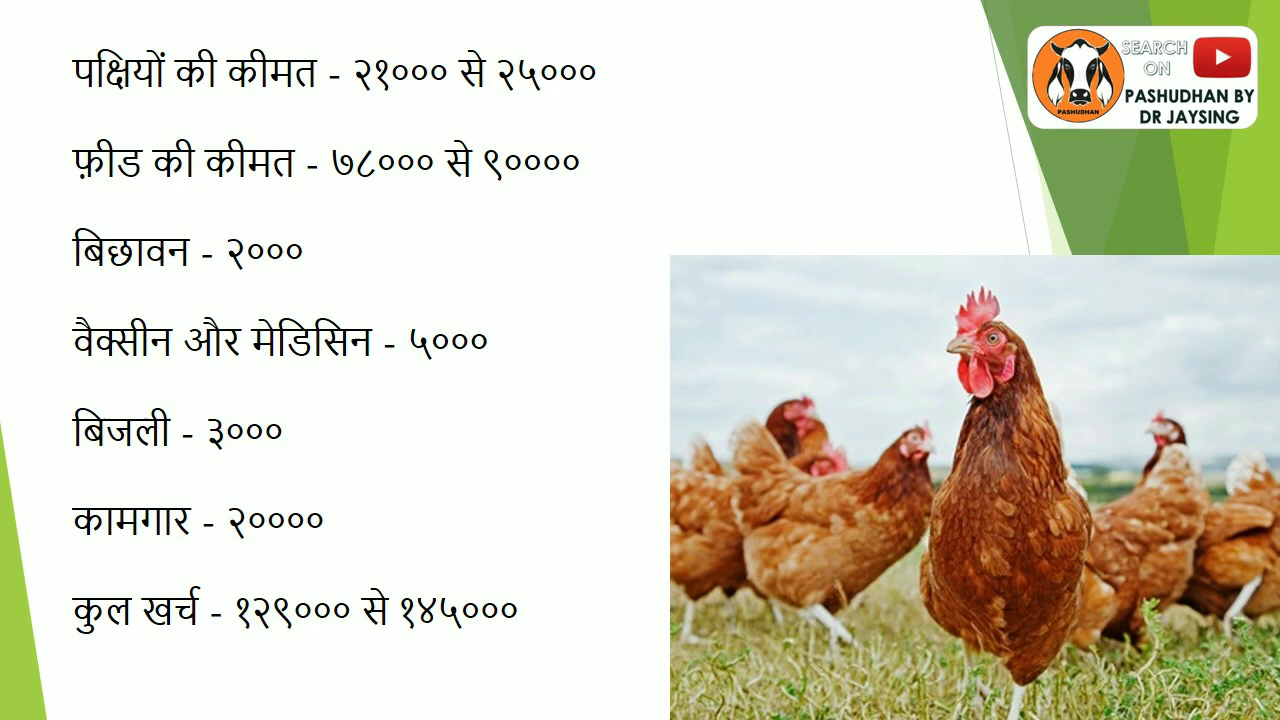 पक्षियों की कीमत - २१००० से २५०००
फ़ीड की कीमत - ७८००० से ९००००
बिछावन - २०००
वैक्सीन और मेडिसिन - ५०००
बिजली - ३०००
कामगार - २००००
कुल खर्च - १२९००० से १४५०००
SEARCH
ON
PASHUDHAN BY
DR JAYSING
PASHUDHAN